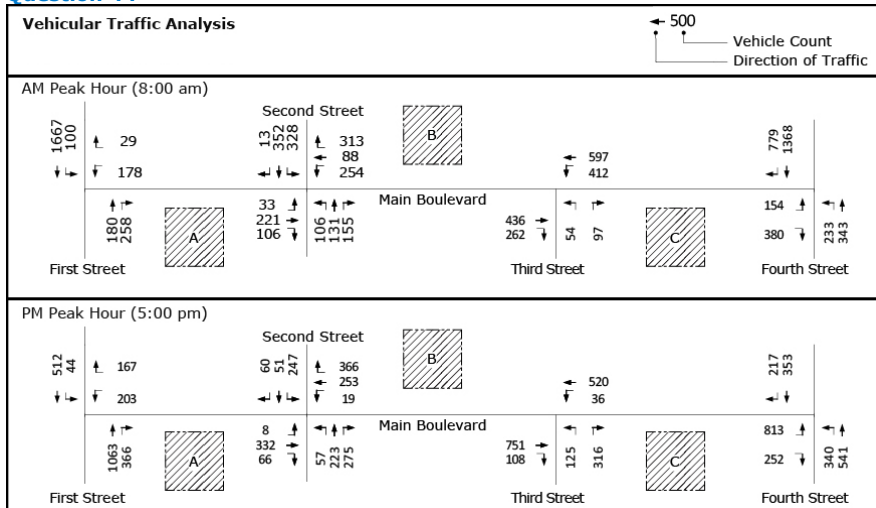 Vehicular Traffic Analysis
500
Vehicle Count
Direction of Traffic
AM Peak Hour (8:00 am)
Second Street
1667
100
29
178
13
352
328
313
88
254
B
597
412
779
1368
180
258
A
33
221
106
106
131
155
Main Boulevard
436
262
54
97
C
154
380
233
343
First Street
Third Street
Fourth Street
PM Peak Hour (5:00 pm)
Second Street
512
44
167
203
60
51
247
366
253
19
B
520
36
217
353
1063
366
A
8
332
66
57
223
275
Main Boulevard
751
108
125
316
C
813
252
340
541
First Street
Third Street
Fourth Street